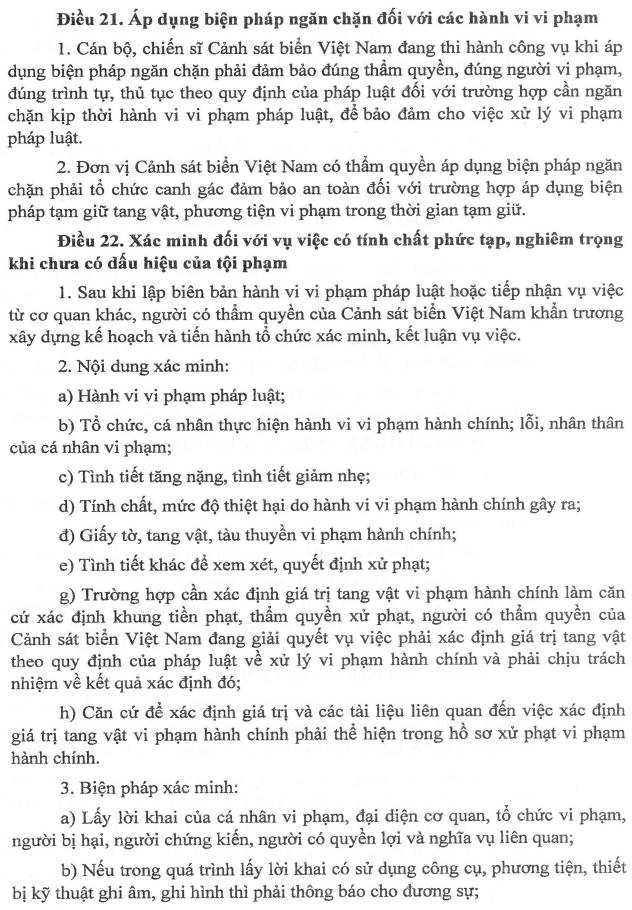 Điều 21. Áp dụng biện pháp ngăn chặn đối với các hành vi vi phạm
1. Cán bộ, chiến sĩ Cảnh sát biển Việt Nam đang thi hành công vụ khi áp
dụng biện pháp ngăn chặn phải đảm bảo đúng thẩm quyền, đúng người vi phạm,
đúng trình tự, thủ tục theo quy định của pháp luật đối với trường hợp cần ngăn
chặn kịp thời hành vi vi phạm pháp luật, để bảo đảm cho việc xử lý vi phạm
pháp luật.
2. Đơn vị Cảnh sát biển Việt Nam có thẩm quyền áp dụng biện pháp ngăn
chặn phải tổ chức canh gác đảm bảo an toàn đối với trường hợp áp dụng biện
pháp tạm giữ tang vật, phương tiện vi phạm trong thời gian tạm giữ.
Điều 22. Xác minh đối với vụ việc có tính chất phức tạp, nghiêm trọng
khi chưa có dấu hiệu của tội phạm
1. Sau khi lập biên bản hành vi vi phạm pháp luật hoặc tiếp nhận vụ việc
từ cơ quan khác, người có thẩm quyền của Cảnh sát biển Việt Nam khẩn trương
xây dựng kế hoạch và tiến hành tổ chức xác minh, kết luận vụ việc.
2. Nội dung xác minh:
a) Hành vi vi phạm pháp luật;
b) Tổ chức, cá nhân thực hiện hành vi vi phạm hành chính; lỗi, nhân thân
của cá nhân vi phạm;
c) Tình tiết tăng nặng, tình tiết giảm nhẹ;
d) Tính chất, mức độ thiệt hại do hành vi vi phạm hành chính gây ra;
đ) Giấy tờ, tang vật, tàu thuyền vi phạm hành chính;
e) Tình tiết khác để xem xét, quyết định xử phạt;
g) Trường hợp cần xác định giá trị tang vật vi phạm hành chính làm căn
cứ xác định khung tiền phạt, thẩm quyền xử phạt, người có thẩm quyền của
Cảnh sát biển Việt Nam đang giải quyết vụ việc phải xác định giá trị tang vật
theo quy định của pháp luật về xử lý vi phạm hành chính và phải chịu trách
nhiệm về kết quả xác định đó;
h) Căn cứ để xác định giá trị và các tài liệu liên quan đến việc xác định
giá trị tang vật vi phạm hành chính phải thể hiện trong hồ sơ xử phạt vi phạm
hành chính.
3. Biện pháp xác minh:
a) Lấy lời khai của cá nhân vi phạm, đại diện cơ quan, tổ chức vi phạm,
người bị hại, người chứng kiến, người có quyền lợi và nghĩa vụ liên quan;
b) Nếu trong quá trình lấy lời khai có sử dụng công cụ, phương tiện, thiết
bị kỹ thuật ghi âm, ghi hình thì phải thông báo cho đương sự;